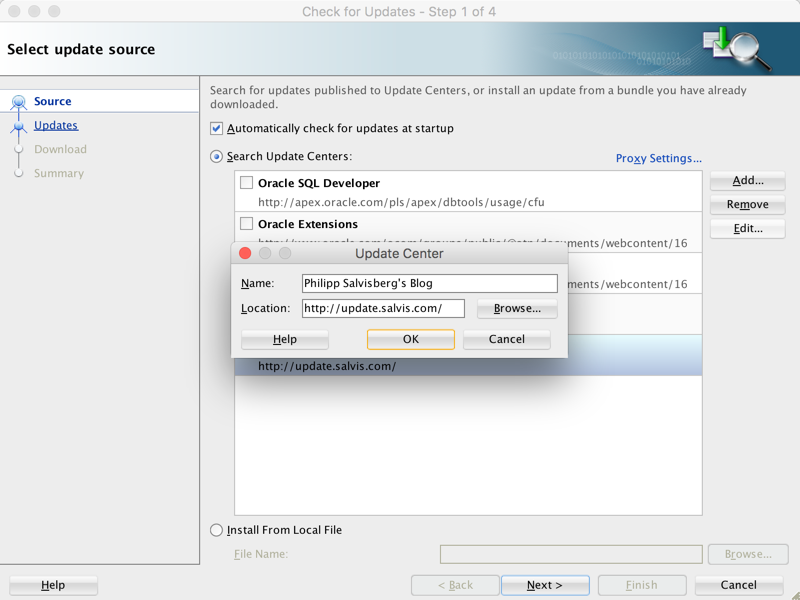 Check for Updates - Step 1 of 4
Select update source
Source
Updates
Download
Summary
Search for updates published to Update Centers, or install an update from a bundle you have already
downloaded.
Automatically check for updates at startup
Search Update Centers:
Proxy Settings...
Oracle SQL Developer
http://apex.oracle.com/pls/apex/dbtools/usage/cfu
Oracle Extensions
documents/webcontent/16
ments/webcontent/16
http://update.salvis.com/
Add...
Remove
Edit...
Update Center
Name:
Philipp Salvisberg's Blog
Location:
http://update.salvis.com/
Browse...
Help
OK
Cancel
Install From Local File
File Name:
Browse...
Help
< Back
Next >
Finish
Cancel